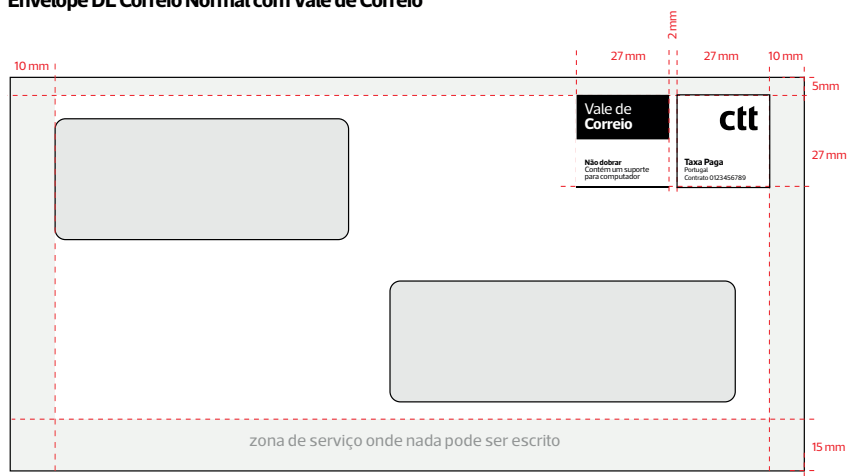 Envelope DL Correio Normal com Vale de Correio
2 mm
10 mm
27 mm
27 mm
10 mm
5mm
Vale de
Correio
ctt
27 mm
Não dobrar
Contém um suporte
para computador
Taxa Paga
Portugal
Contrato 0123456789
zona de serviço onde nada pode ser escrito
15 mm